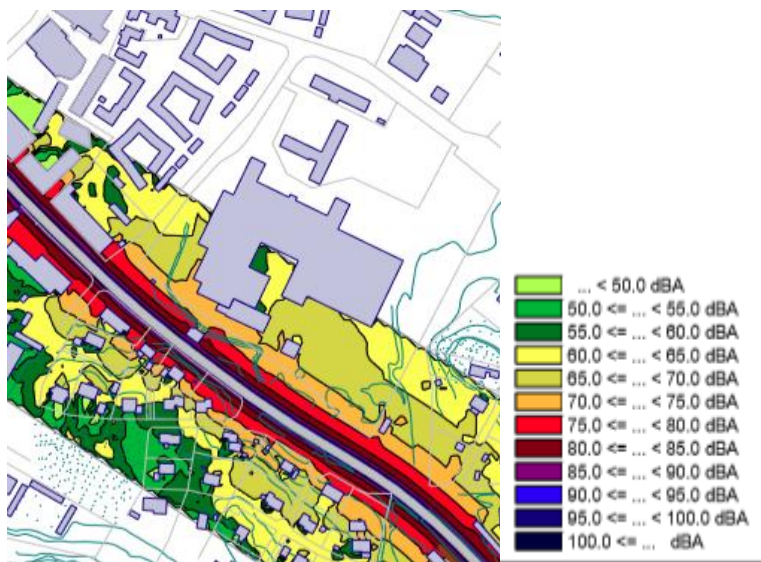 ... < 50.0 dBA
50.0 <= ... < 55.0 dBA
55.0 <= ... < 60.0 dBA
60.0 <= ... < 65.0 dBA
65.0 <= ... < 70.0 dBA
70.0 <= ... < 75.0 dBA
75.0 <= ... < 80.0 dBA
80.0 <= ... < 85.0 dBA
85.0 <= ... < 90.0 dBA
90.0 <= ... < 95.0 dBA
95.0 <= ... < 100.0 dBA
100.0 <= ... dBA